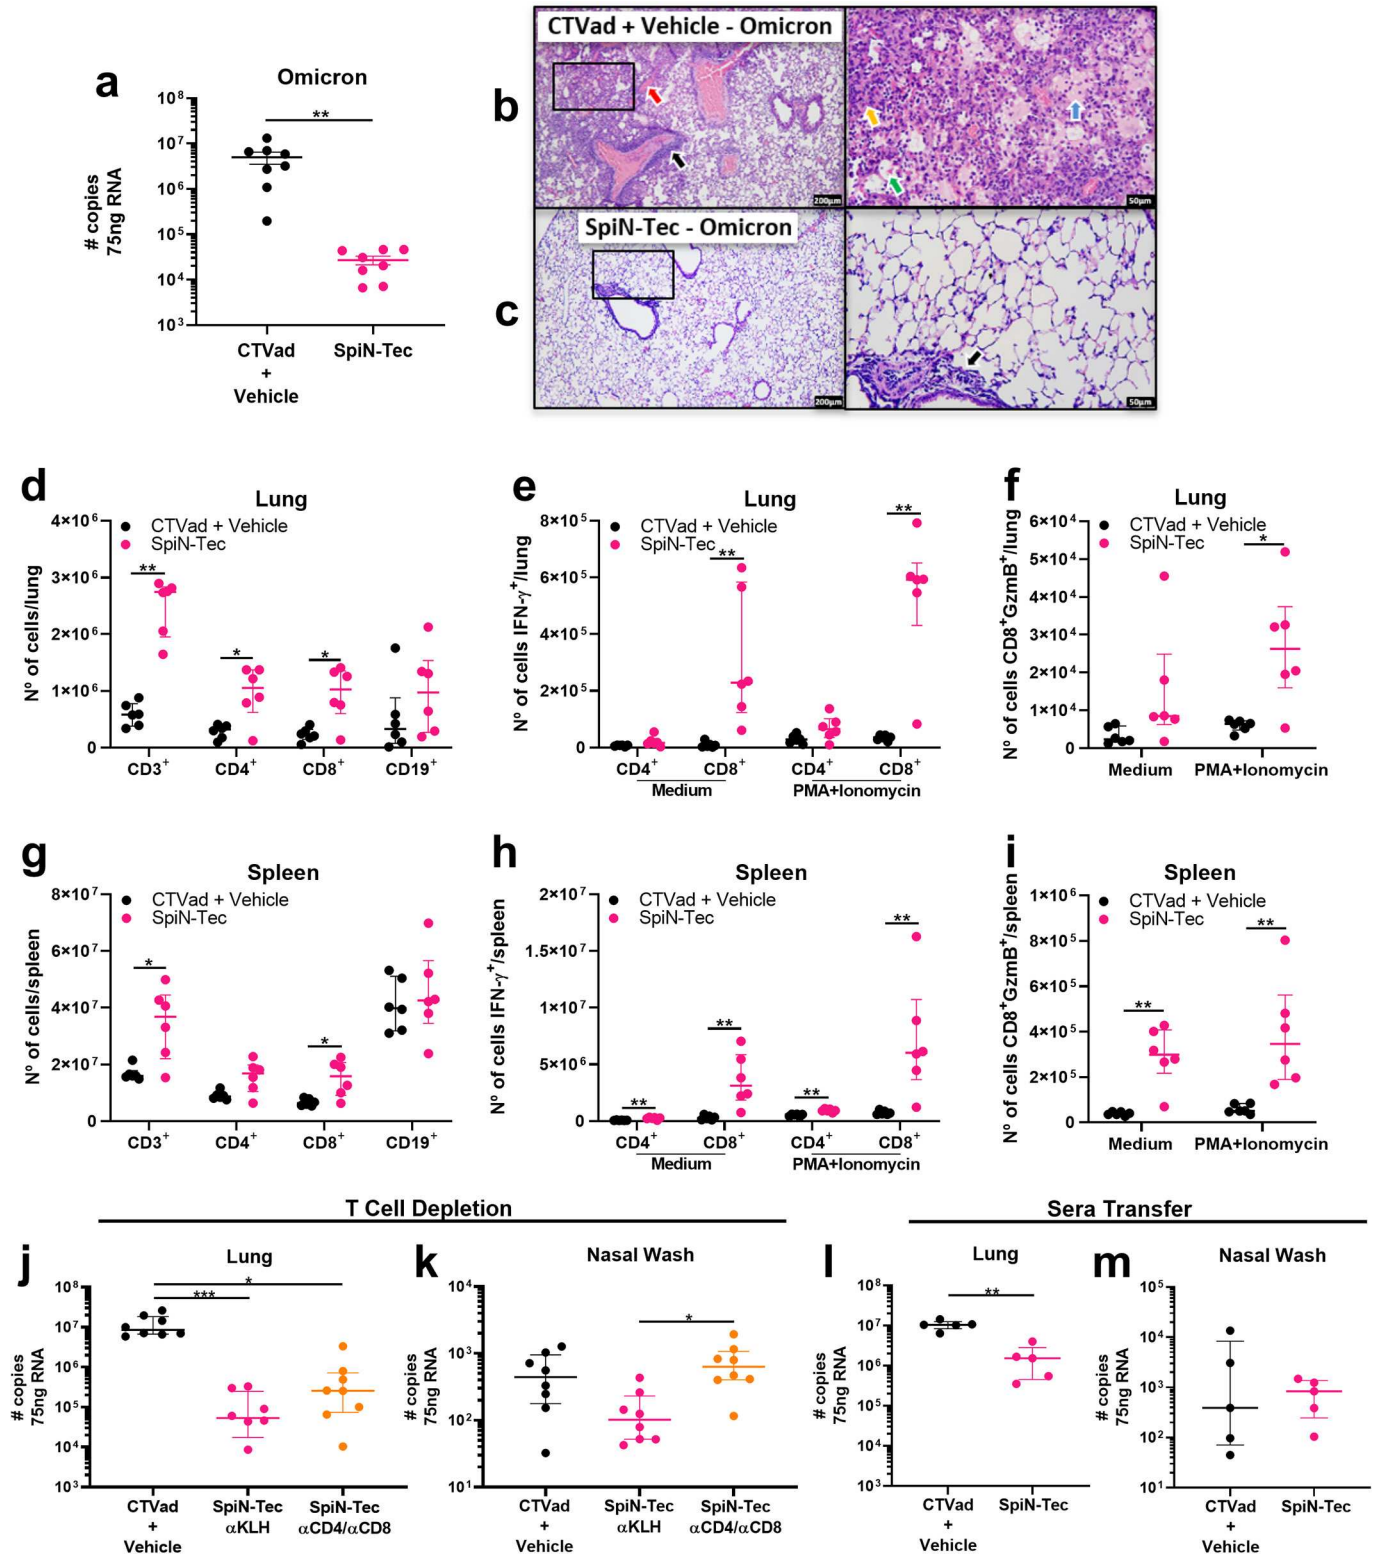 a
Omicron
**
10⁸
10⁷
10⁶
10⁵
10⁴
10³
# copies
75ng RNA
CTVad
+
Vehicle
SpiN-Tec
b
CTVad + Vehicle - Omicron
200µm
50µm
c
SpiN-Tec - Omicron
200µm
50µm
d
Lung
CTVad + Vehicle
SpiN-Tec
** * *
4×10⁶
3×10⁶
2×10⁶
1×10⁶
0
Nº of cells/lung
CD3⁺ CD4⁺ CD8⁺ CD19⁺
e
Lung
CTVad + Vehicle
SpiN-Tec
** **
8×10⁵
6×10⁵
4×10⁵
2×10⁵
0
Nº of cells IFN-γ⁺/lung
CD4⁺ CD8⁺ CD4⁺ CD8⁺
Medium PMA+Ionomycin
f
Lung
CTVad + Vehicle
SpiN-Tec
*
6×10⁴
5×10⁴
4×10⁴
3×10⁴
2×10⁴
1×10⁴
0
Nº of cells CD8⁺GzmB⁺/lung
Medium PMA+Ionomycin
g
Spleen
CTVad + Vehicle
SpiN-Tec
* *
8×10⁷
6×10⁷
4×10⁷
2×10⁷
0
Nº of cells/spleen
CD3⁺ CD4⁺ CD8⁺ CD19⁺
h
Spleen
CTVad + Vehicle
SpiN-Tec
** ** ** **
2×10⁷
1×10⁷
5×10⁶
0
Nº of cells IFN-γ⁺/spleen
CD4⁺ CD8⁺ CD4⁺ CD8⁺
Medium PMA+Ionomycin
i
Spleen
CTVad + Vehicle
SpiN-Tec
** **
1×10⁶
8×10⁵
6×10⁵
4×10⁵
2×10⁵
0
Nº of cells CD8⁺GzmB⁺/spleen
Medium PMA+Ionomycin
T Cell Depletion
j
Lung
*
***
10⁸
10⁷
10⁶
10⁵
10⁴
10³
# copies
75ng RNA
CTVad
+
Vehicle
SpiN-Tec
αKLH
SpiN-Tec
αCD4/αCD8
k
Nasal Wash
*
10⁴
10³
10²
10¹
# copies
75ng RNA
CTVad
+
Vehicle
SpiN-Tec
αKLH
SpiN-Tec
αCD4/αCD8
Sera Transfer
l
Lung
**
10⁸
10⁷
10⁶
10⁵
10⁴
10³
# copies
75ng RNA
CTVad
+
Vehicle
SpiN-Tec
m
Nasal Wash
10⁵
10⁴
10³
10²
10¹
# copies
75ng RNA
CTVad
+
Vehicle
SpiN-Tec